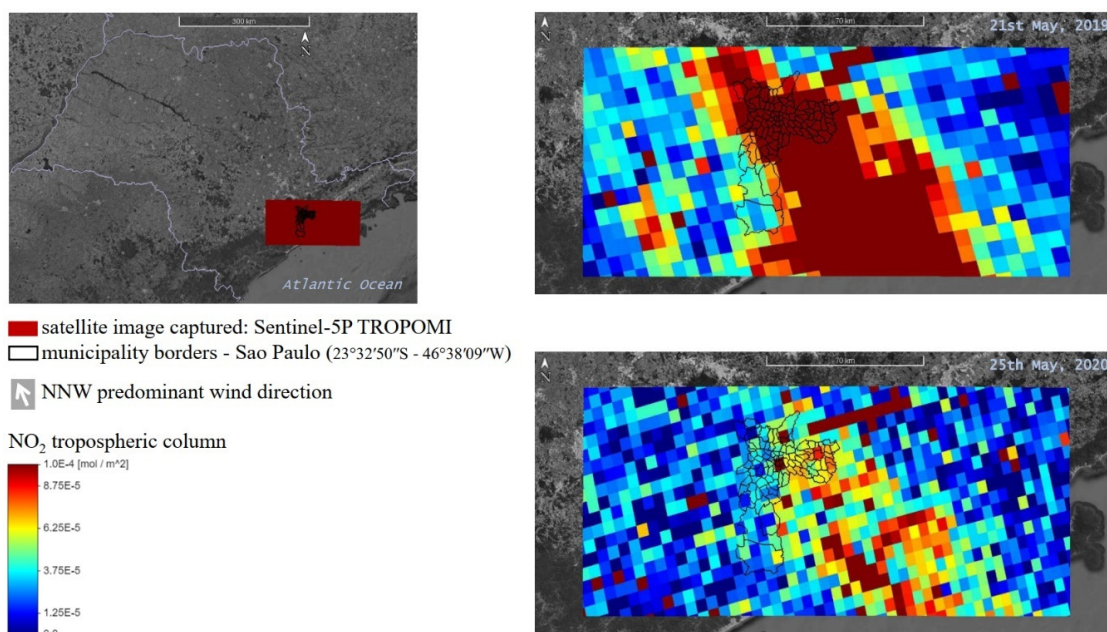 300 km
N
Atlantic Ocean
satellite image captured: Sentinel-5P TROPOMI
municipality borders - Sao Paulo (23°32′50″S - 46°38′09″W)
NNW predominant wind direction
NO₂ tropospheric column
1.0E-4 [mol / m^2]
8.75E-5
6.25E-5
3.75E-5
1.25E-5
0.0
N
70 km
21st May, 2019
N
70 km
25th May, 2020